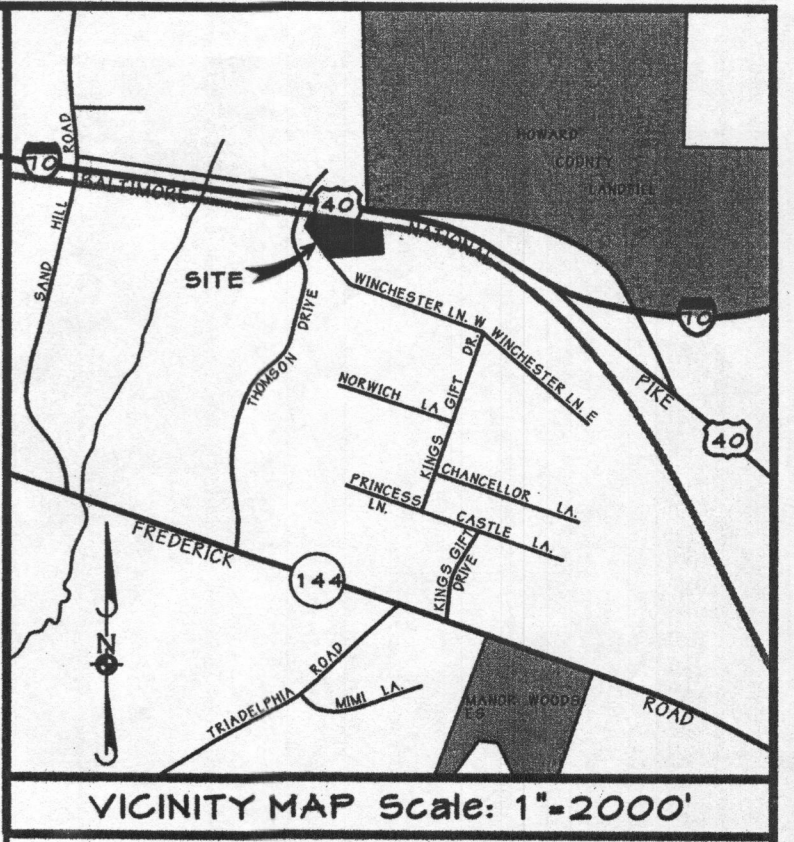 HOWARD
COUNTY
LANDFILL
ROAD
70
BALTIMORE
40
NATIONAL
HILL
SAND
SITE
THOMSON DRIVE
WINCHESTER LN. W
WINCHESTER LN. E
70
PIKE
40
NORWICH LA
KINGS GIFT DR.
CHANCELLOR LA.
PRINCESS
LN.
CASTLE LA.
KINGS GIFT
DRIVE
FREDERICK
144
ROAD
N
TRIADELPHIA ROAD
MIMI LA.
MANOR WOODS
ES
VICINITY MAP Scale: 1"=2000'